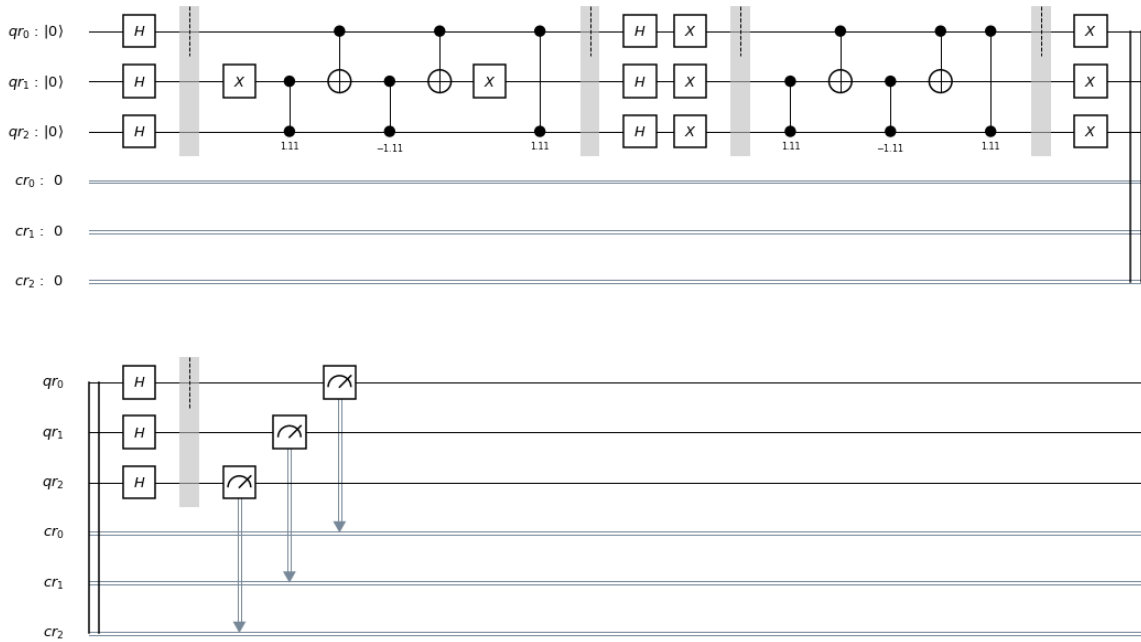 qr₀ : |0⟩ H H X X
qr₁ : |0⟩ H X X H X X
qr₂ : |0⟩ H H X X
1.11 −1.11 1.11 1.11 −1.11 1.11
cr₀ : 0
cr₁ : 0
cr₂ : 0
qr₀ H
qr₁ H
qr₂ H
cr₀
cr₁
cr₂